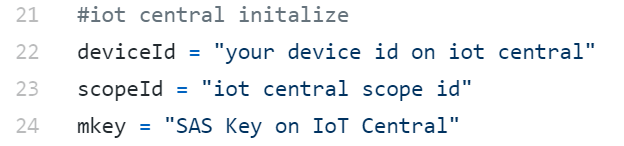 21 #iot central initalize
22 deviceId = "your device id on iot central"
23 scopeId = "iot central scope id"
24 mkey = "SAS Key on IoT Central"